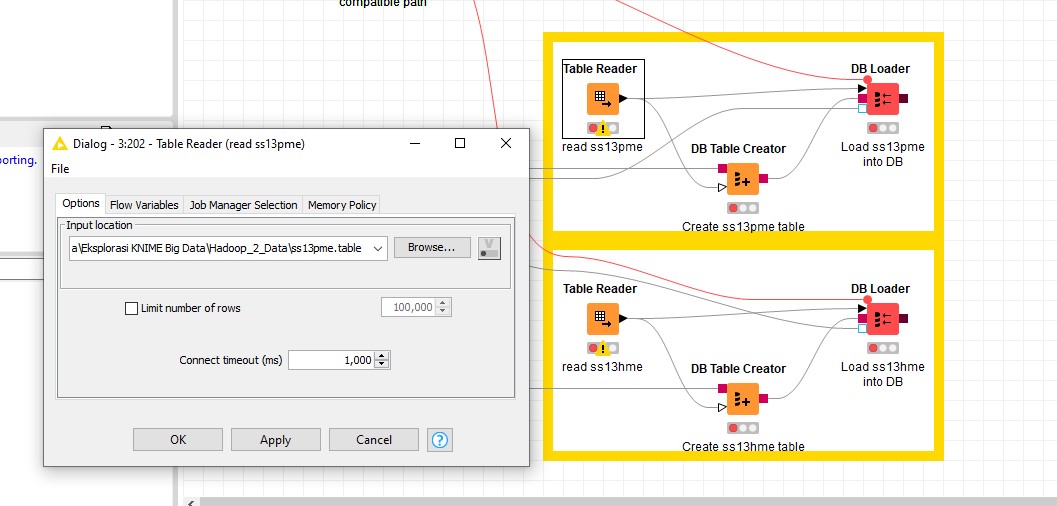 compatible path
porting.
Dialog - 3:202 - Table Reader (read ss13pme)
File
Options
Flow Variables
Job Manager Selection
Memory Policy
Input location
a\Eksplorasi KNIME Big Data\Hadoop_2_Data\ss13pme.table
Browse...
V
Limit number of rows
100,000
Connect timeout (ms)
1,000
OK
Apply
Cancel
?
Table Reader
read ss13pme
DB Table Creator
Create ss13pme table
DB Loader
Load ss13pme
into DB
Table Reader
read ss13hme
DB Table Creator
Create ss13hme table
DB Loader
Load ss13hme
into DB